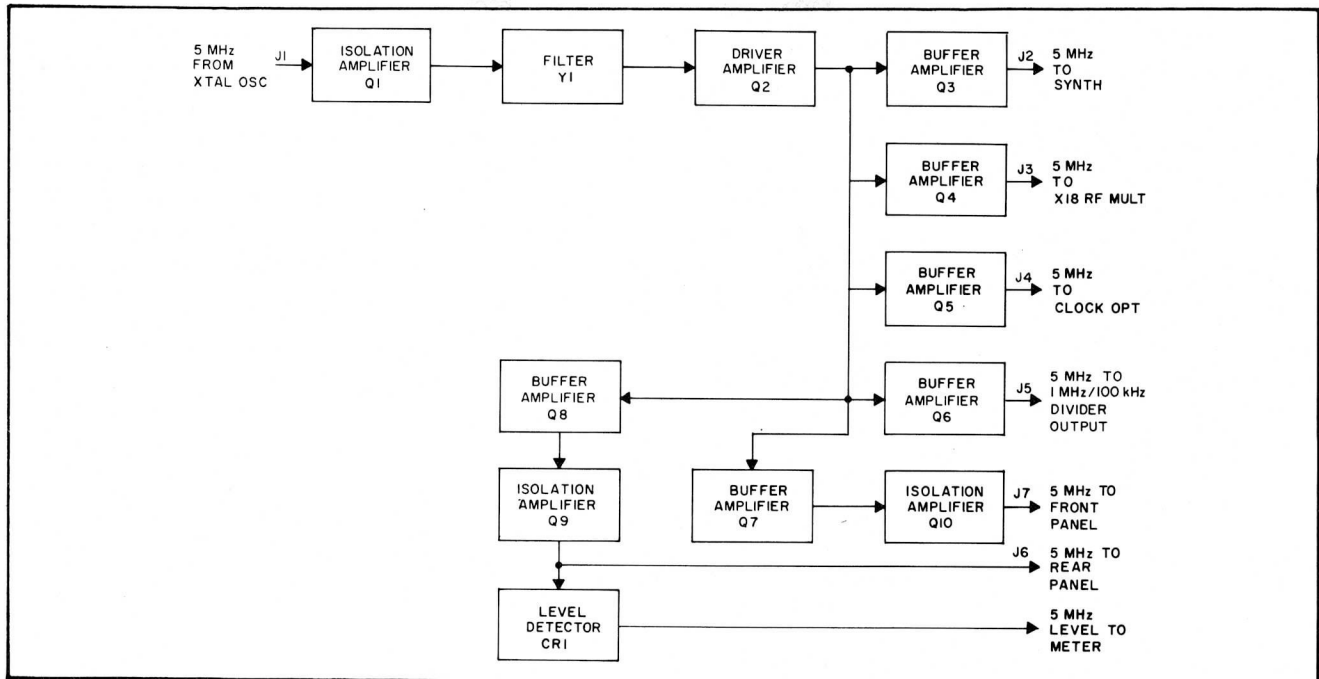 5 MHz
FROM
XTAL OSC
J1
ISOLATION
AMPLIFIER
Q1
FILTER
Y1
DRIVER
AMPLIFIER
Q2
BUFFER
AMPLIFIER
Q3
J2
5 MHz
TO
SYNTH
BUFFER
AMPLIFIER
Q4
J3
5 MHz
TO
X18 RF MULT
BUFFER
AMPLIFIER
Q5
J4
5 MHz
TO
CLOCK OPT
BUFFER
AMPLIFIER
Q8
BUFFER
AMPLIFIER
Q6
J5
5 MHz TO
1 MHz/100 kHz
DIVIDER
OUTPUT
ISOLATION
AMPLIFIER
Q9
BUFFER
AMPLIFIER
Q7
ISOLATION
AMPLIFIER
Q10
J7
5 MHz TO
FRONT
PANEL
J6
5 MHz TO
REAR
PANEL
LEVEL
DETECTOR
CR1
5 MHz
LEVEL TO
METER